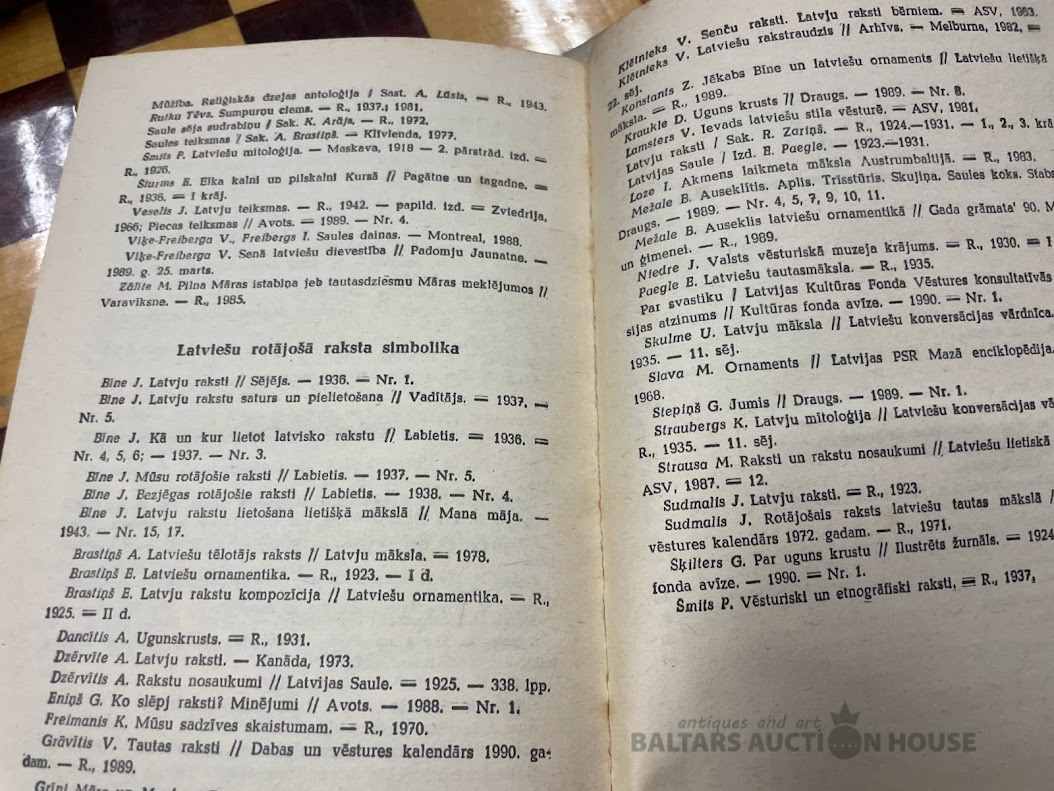 Mūžība. Reliģiskās dzejas antoloģija / Sast. A. Lūsis. — R., 1943.
Rutku Tēvs. Sumpurņu ciems. — R., 1937.; 1981.
Saule sēja sudrabiņu / Sak. K. Arājs. — R., 1972.
Saules teiksmas / Sak. A. Brastiņš. — Klīvlenda, 1977.
Šmits P. Latviešu mitoloģija. — Maskava, 1918 — 2. pārstrād. izd. —
R., 1926.
Sturms E. Elka kalni un pilskalni Kursā // Pagātne un tagadne. —
R., 1936. — I krāj.
Veselis J. Latvju teiksmas. — R., 1942. — papild. izd. — Zviedrija,
1966; Piecas teiksmas // Avots. — 1989. — Nr. 4.
Viķe-Freiberga V., Freibergs I. Saules dainas. — Montreal, 1988.
Viķe-Freiberga V. Senā latviešu dievestība // Padomju Jaunatne. —
1989. g. 25. marts.
Zālīte M. Pilna Māras istabiņa jeb tautasdziesmu Māras meklējumos //
Varavīksne. — R., 1985.
Latviešu rotājošā raksta simbolika
Bīne J. Latvju raksti // Sējējs. — 1936. — Nr. 1.
Bīne J. Latvju rakstu saturs un pielietošana // Vadītājs. — 1937. —
Nr. 5.
Bīne J. Kā un kur lietot latvisko rakstu // Labietis. — 1936. —
Nr. 4, 5, 6; — 1937. — Nr. 3.
Bīne J. Mūsu rotājošie raksti // Labietis. — 1937. — Nr. 5.
Bīne J. Bezjēgas rotājošie raksti // Labietis. — 1938. — Nr. 4.
Bīne J. Latvju rakstu lietošana lietišķā mākslā // Mana māja. —
1943. — Nr. 15, 17.
Brastiņš A. Latviešu tēlotājs raksts // Latvju māksla. — 1978.
Brastiņš E. Latviešu ornamentika. — R., 1923. — I d.
Brastiņš E. Latvju rakstu kompozīcija // Latviešu ornamentika. — R.,
1925. — II d.
Dancītis A. Ugunskrusts. — R., 1931.
Dzērvīte A. Latvju raksti. — Kanāda, 1973.
Dzērvītis A. Rakstu nosaukumi // Latvijas Saule. — 1925. — 338. lpp.
Eniņš G. Ko slēpj raksti? Minējumi // Avots. — 1988. — Nr. 1.
Freimanis K. Mūsu sadzīves skaistumam. — R., 1970.
Grāvītis V. Tautas raksti // Dabas un vēstures kalendārs 1990. ga-
dam. — R., 1989.
Klētnieks V. Senču raksti. Latvju raksti bērniem. — ASV, 1963.
Klētnieks V. Latviešu rakstraudzis // Arhīvs. — Melburna, 1982. —
22. sēj.
Konstants Z. Jēkabs Bīne un latviešu ornaments // Latviešu lietišķā
māksla. — R., 1989.
Kraukle D. Uguns krusts // Draugs. — 1989. — Nr. 8.
Lamsters V. Ievads latviešu stila vēsturē. — ASV, 1981.
Latvju raksti / Sak. R. Zariņš. — R., 1924.—1931. — 1., 2., 3. krā
Latvijas Saule / Izd. E. Paegle. — 1923.—1931.
Loze I. Akmens laikmeta māksla Austrumbaltijā. — R., 1983.
Mežale B. Auseklītis. Aplis. Trīsstūris. Skujiņa. Saules koks. Stabs
Draugs. — 1989. — Nr. 4, 5, 7, 9, 10, 11.
Mežale B. Auseklis latviešu ornamentikā // Gada grāmata' 90. M
un ģimenei. — R., 1989.
Niedre J. Valsts vēsturiskā muzeja krājums. — R., 1930. — I
Paegle E. Latviešu tautasmāksla. — R., 1935.
Par svastiku / Latvijas Kultūras Fonda Vēstures konsultatīvās
sijas atzinums // Kultūras fonda avīze. — 1990. — Nr. 1.
Skulme U. Latvju māksla // Latviešu konversācijas vārdnīca.
1935. — 11. sēj.
Slava M. Ornaments // Latvijas PSR Mazā enciklopēdija.
1968.
Stepiņš G. Jumis // Draugs. — 1989. — Nr. 1.
Straubergs K. Latvju mitoloģija // Latviešu konversācijas vā
R., 1935. — 11. sēj.
Strausa M. Raksti un rakstu nosaukumi // Latviešu lietišķā
ASV, 1987. — 12.
Sudmalis J. Latvju raksti. — R., 1923.
Sudmalis J. Rotājošais raksts latviešu tautas mākslā /
vēstures kalendārs 1972. gadam. — R., 1971.
Šķilters G. Par uguns krustu // Ilustrēts žurnāls. — 1924
fonda avīze. — 1990. — Nr. 1.
Šmits P. Vēsturiski un etnogrāfiski raksti. — R., 1937.
antiques and art
BALTARS AUCTION HOUSE